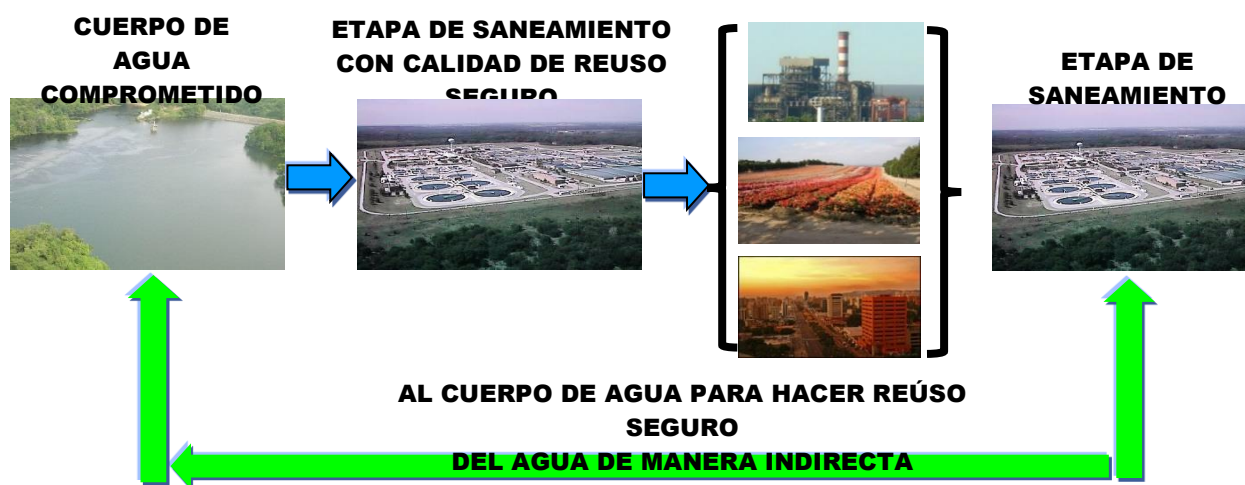 CUERPO DE
AGUA
COMPROMETIDO
ETAPA DE SANEAMIENTO
CON CALIDAD DE REUSO
SEGURO
ETAPA DE
SANEAMIENTO
AL CUERPO DE AGUA PARA HACER REÚSO
SEGURO
DEL AGUA DE MANERA INDIRECTA